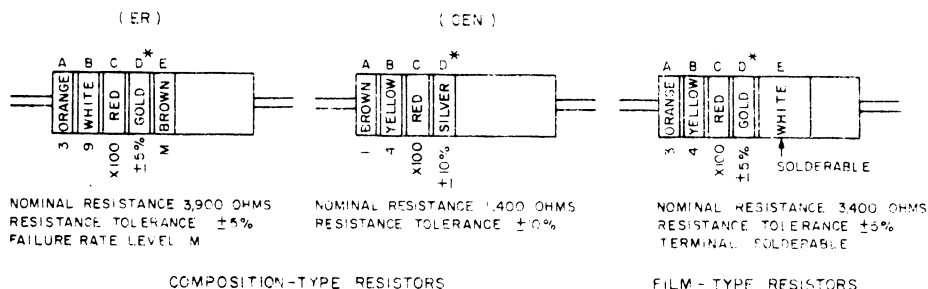 (ER)
(GEN)
A B C D* E
A B C D*
A B C D* E
ORANGE WHITE RED GOLD BROWN
BROWN YELLOW RED SILVER
ORANGE YELLOW RED GOLD WHITE
3 9 X100 ±5% M
1 4 X100 ±10%
3 4 X100 ±5%
SOLDERABLE
NOMINAL RESISTANCE 3,900 OHMS
RESISTANCE TOLERANCE ±5%
FAILURE RATE LEVEL M
NOMINAL RESISTANCE 1,400 OHMS
RESISTANCE TOLERANCE ±10%
NOMINAL RESISTANCE 3,400 OHMS
RESISTANCE TOLERANCE ±5%
TERMINAL SOLDERABLE
COMPOSITION-TYPE RESISTORS
FILM-TYPE RESISTORS